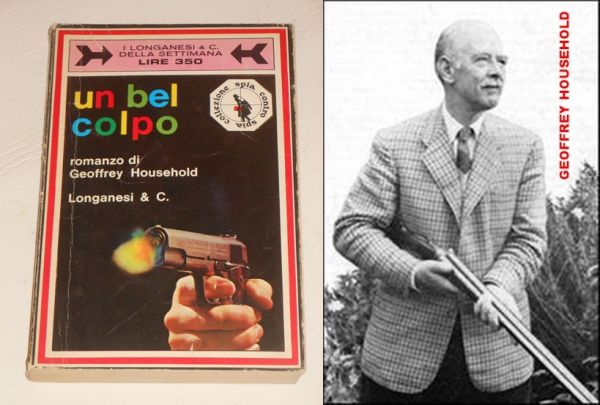 I LONGANESI & C.
DELLA SETTIMANA
LIRE 350
un bel
colpo
collezione spia contro spia
romanzo di
Geoffrey Household
Longanesi & C.
GEOFFREY HOUSEHOLD